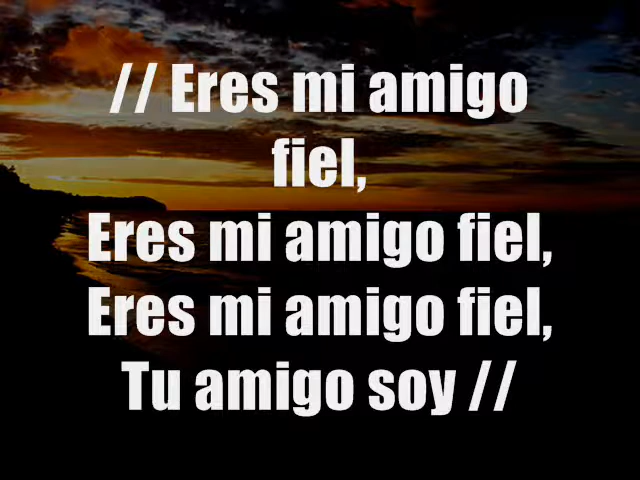 // Eres mi amigo
fiel,
Eres mi amigo fiel,
Eres mi amigo fiel,
Tu amigo soy //